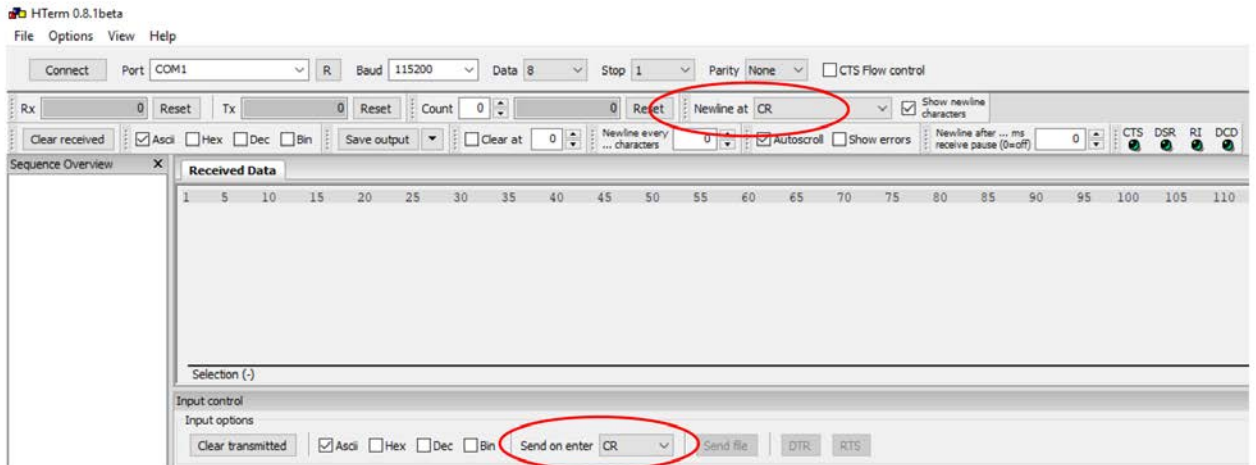 HTerm 0.8.1beta
File Options View Help
Connect Port COM1 R Baud 115200 Data 8 Stop 1 Parity None CTS Flow control
Rx 0 Reset Tx 0 Reset Count 0 0 Reset Newline at CR Show newline characters
Clear received Ascii Hex Dec Bin Save output Clear at 0 Newline every ... characters 0 Autoscroll Show errors Newline after ... ms receive pause (0=off) 0 CTS DSR RI DCD
Sequence Overview X Received Data
1 5 10 15 20 25 30 35 40 45 50 55 60 65 70 75 80 85 90 95 100 105 110
Selection (-)
Input control
Input options
Clear transmitted Ascii Hex Dec Bin Send on enter CR Send file DTR RTS